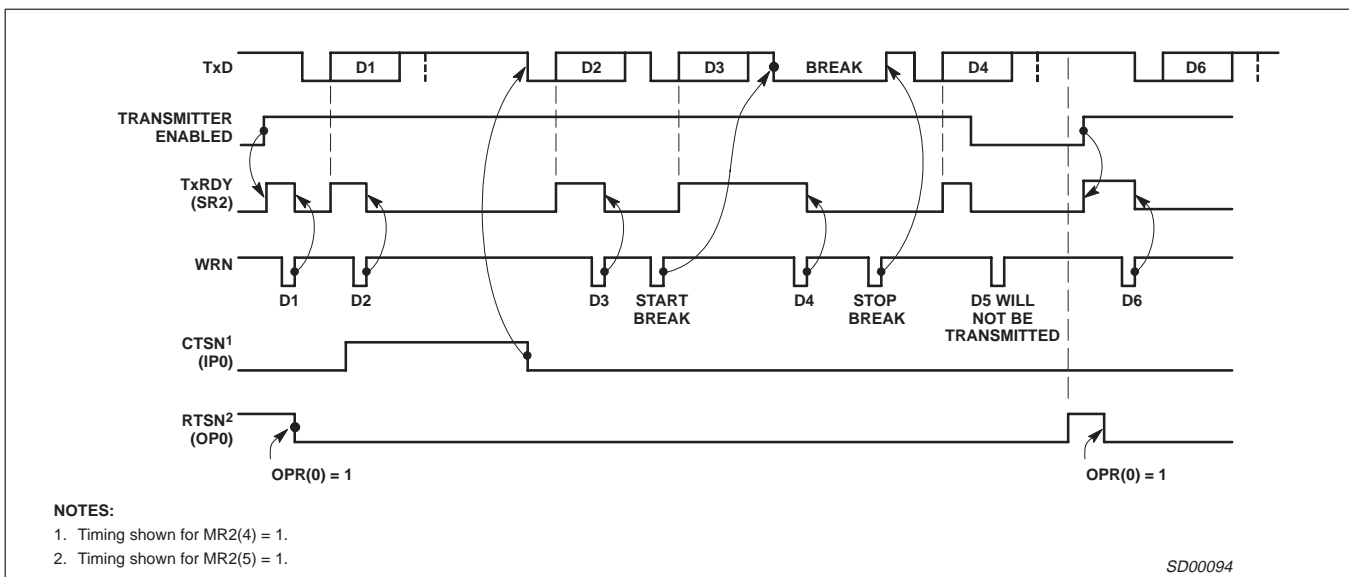 TxD
D1
D2
D3
BREAK
D4
D6
TRANSMITTER
ENABLED
TxRDY
(SR2)
WRN
D1
D2
D3
START
BREAK
D4
STOP
BREAK
D5 WILL
NOT BE
TRANSMITTED
D6
CTSN1
(IP0)
RTSN2
(OP0)
OPR(0) = 1
OPR(0) = 1
NOTES:
1. Timing shown for MR2(4) = 1.
2. Timing shown for MR2(5) = 1.
SD00094